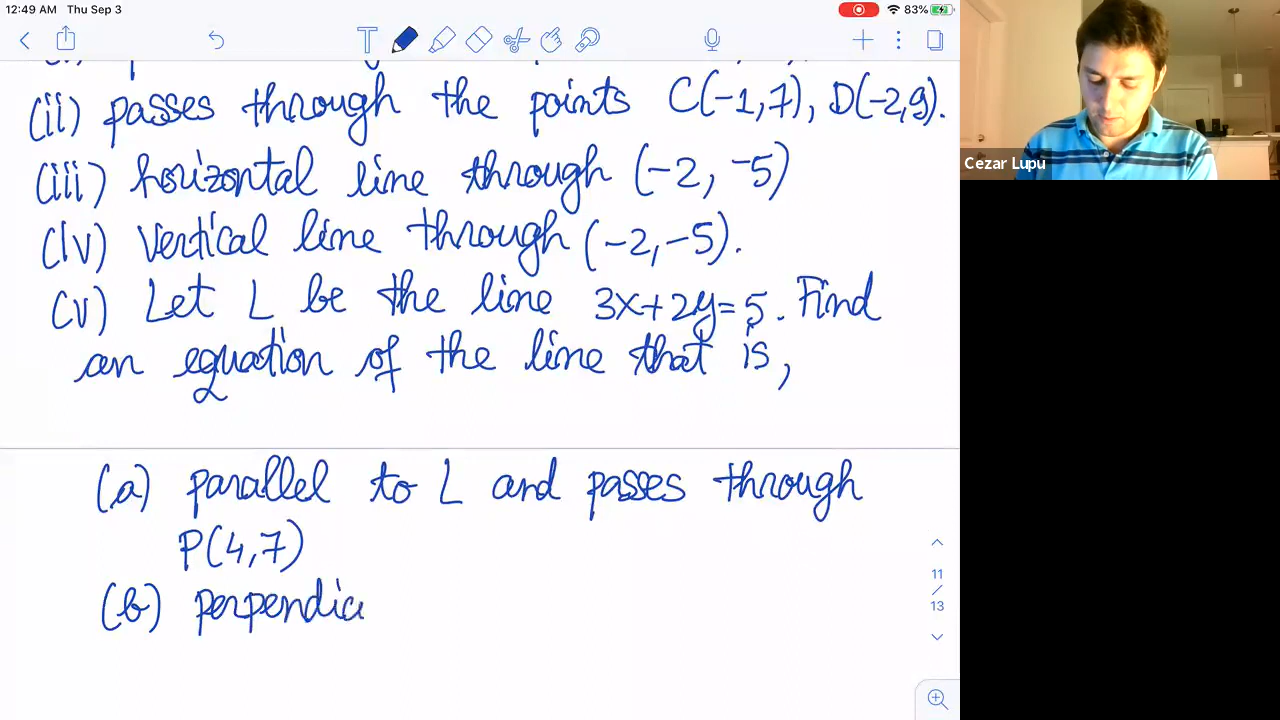 12:49 AM Thu Sep 3
83%
T
(ii) passes through the points C(-1,7), D(-2,9).
(iii) horizontal line through (-2, -5)
(iv) vertical line through (-2,-5).
(v) Let L be the line 3x+2y=5. Find
an equation of the line that is,
(a) parallel to L and passes through
P(4,7)
(b) perpendic
11
/
13
Cezar Lupu